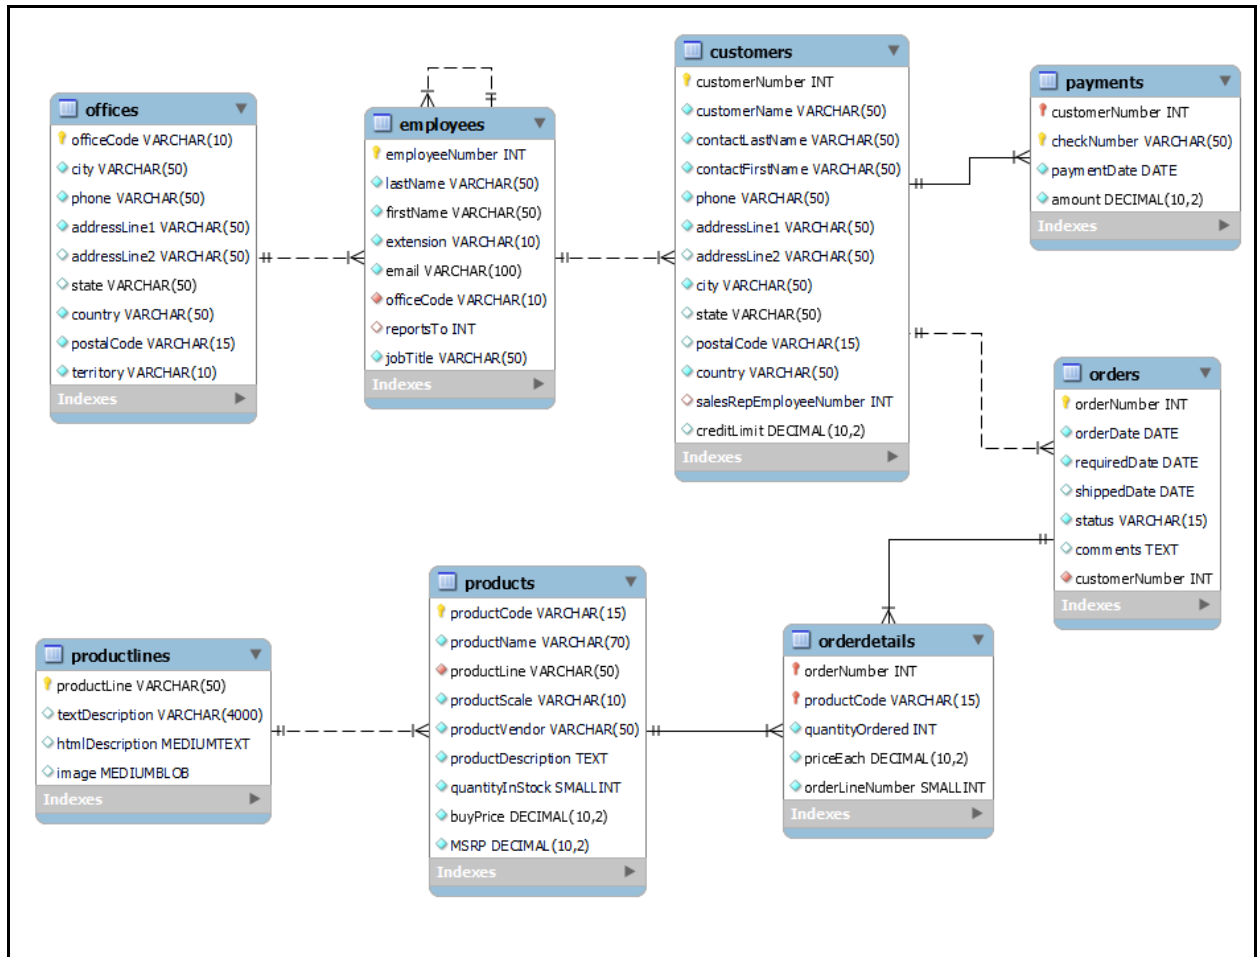 offices
officeCode VARCHAR(10)
city VARCHAR(50)
phone VARCHAR(50)
addressLine1 VARCHAR(50)
addressLine2 VARCHAR(50)
state VARCHAR(50)
country VARCHAR(50)
postalCode VARCHAR(15)
territory VARCHAR(10)
Indexes
employees
employeeNumber INT
lastName VARCHAR(50)
firstName VARCHAR(50)
extension VARCHAR(10)
email VARCHAR(100)
officeCode VARCHAR(10)
reportsTo INT
jobTitle VARCHAR(50)
Indexes
customers
customerNumber INT
customerName VARCHAR(50)
contactLastName VARCHAR(50)
contactFirstName VARCHAR(50)
phone VARCHAR(50)
addressLine1 VARCHAR(50)
addressLine2 VARCHAR(50)
city VARCHAR(50)
state VARCHAR(50)
postalCode VARCHAR(15)
country VARCHAR(50)
salesRepEmployeeNumber INT
creditLimit DECIMAL(10,2)
Indexes
payments
customerNumber INT
checkNumber VARCHAR(50)
paymentDate DATE
amount DECIMAL(10,2)
Indexes
orders
orderNumber INT
orderDate DATE
requiredDate DATE
shippedDate DATE
status VARCHAR(15)
comments TEXT
customerNumber INT
Indexes
productlines
productLine VARCHAR(50)
textDescription VARCHAR(4000)
htmlDescription MEDIUMTEXT
image MEDIUMBLOB
Indexes
products
productCode VARCHAR(15)
productName VARCHAR(70)
productLine VARCHAR(50)
productScale VARCHAR(10)
productVendor VARCHAR(50)
productDescription TEXT
quantityInStock SMALLINT
buyPrice DECIMAL(10,2)
MSRP DECIMAL(10,2)
Indexes
orderdetails
orderNumber INT
productCode VARCHAR(15)
quantityOrdered INT
priceEach DECIMAL(10,2)
orderLineNumber SMALLINT
Indexes